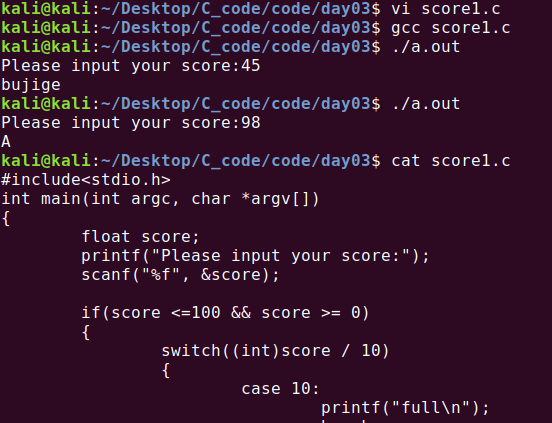 kali@kali:~/Desktop/C_code/code/day03$ vi score1.c
kali@kali:~/Desktop/C_code/code/day03$ gcc score1.c
kali@kali:~/Desktop/C_code/code/day03$ ./a.out
Please input your score:45
bujige
kali@kali:~/Desktop/C_code/code/day03$ ./a.out
Please input your score:98
A
kali@kali:~/Desktop/C_code/code/day03$ cat score1.c
#include<stdio.h>
int main(int argc, char *argv[])
{
        float score;
        printf("Please input your score:");
        scanf("%f", &score);

        if(score <=100 && score >= 0)
        {
                switch((int)score / 10)
                {
                        case 10:
                                printf("full\n");